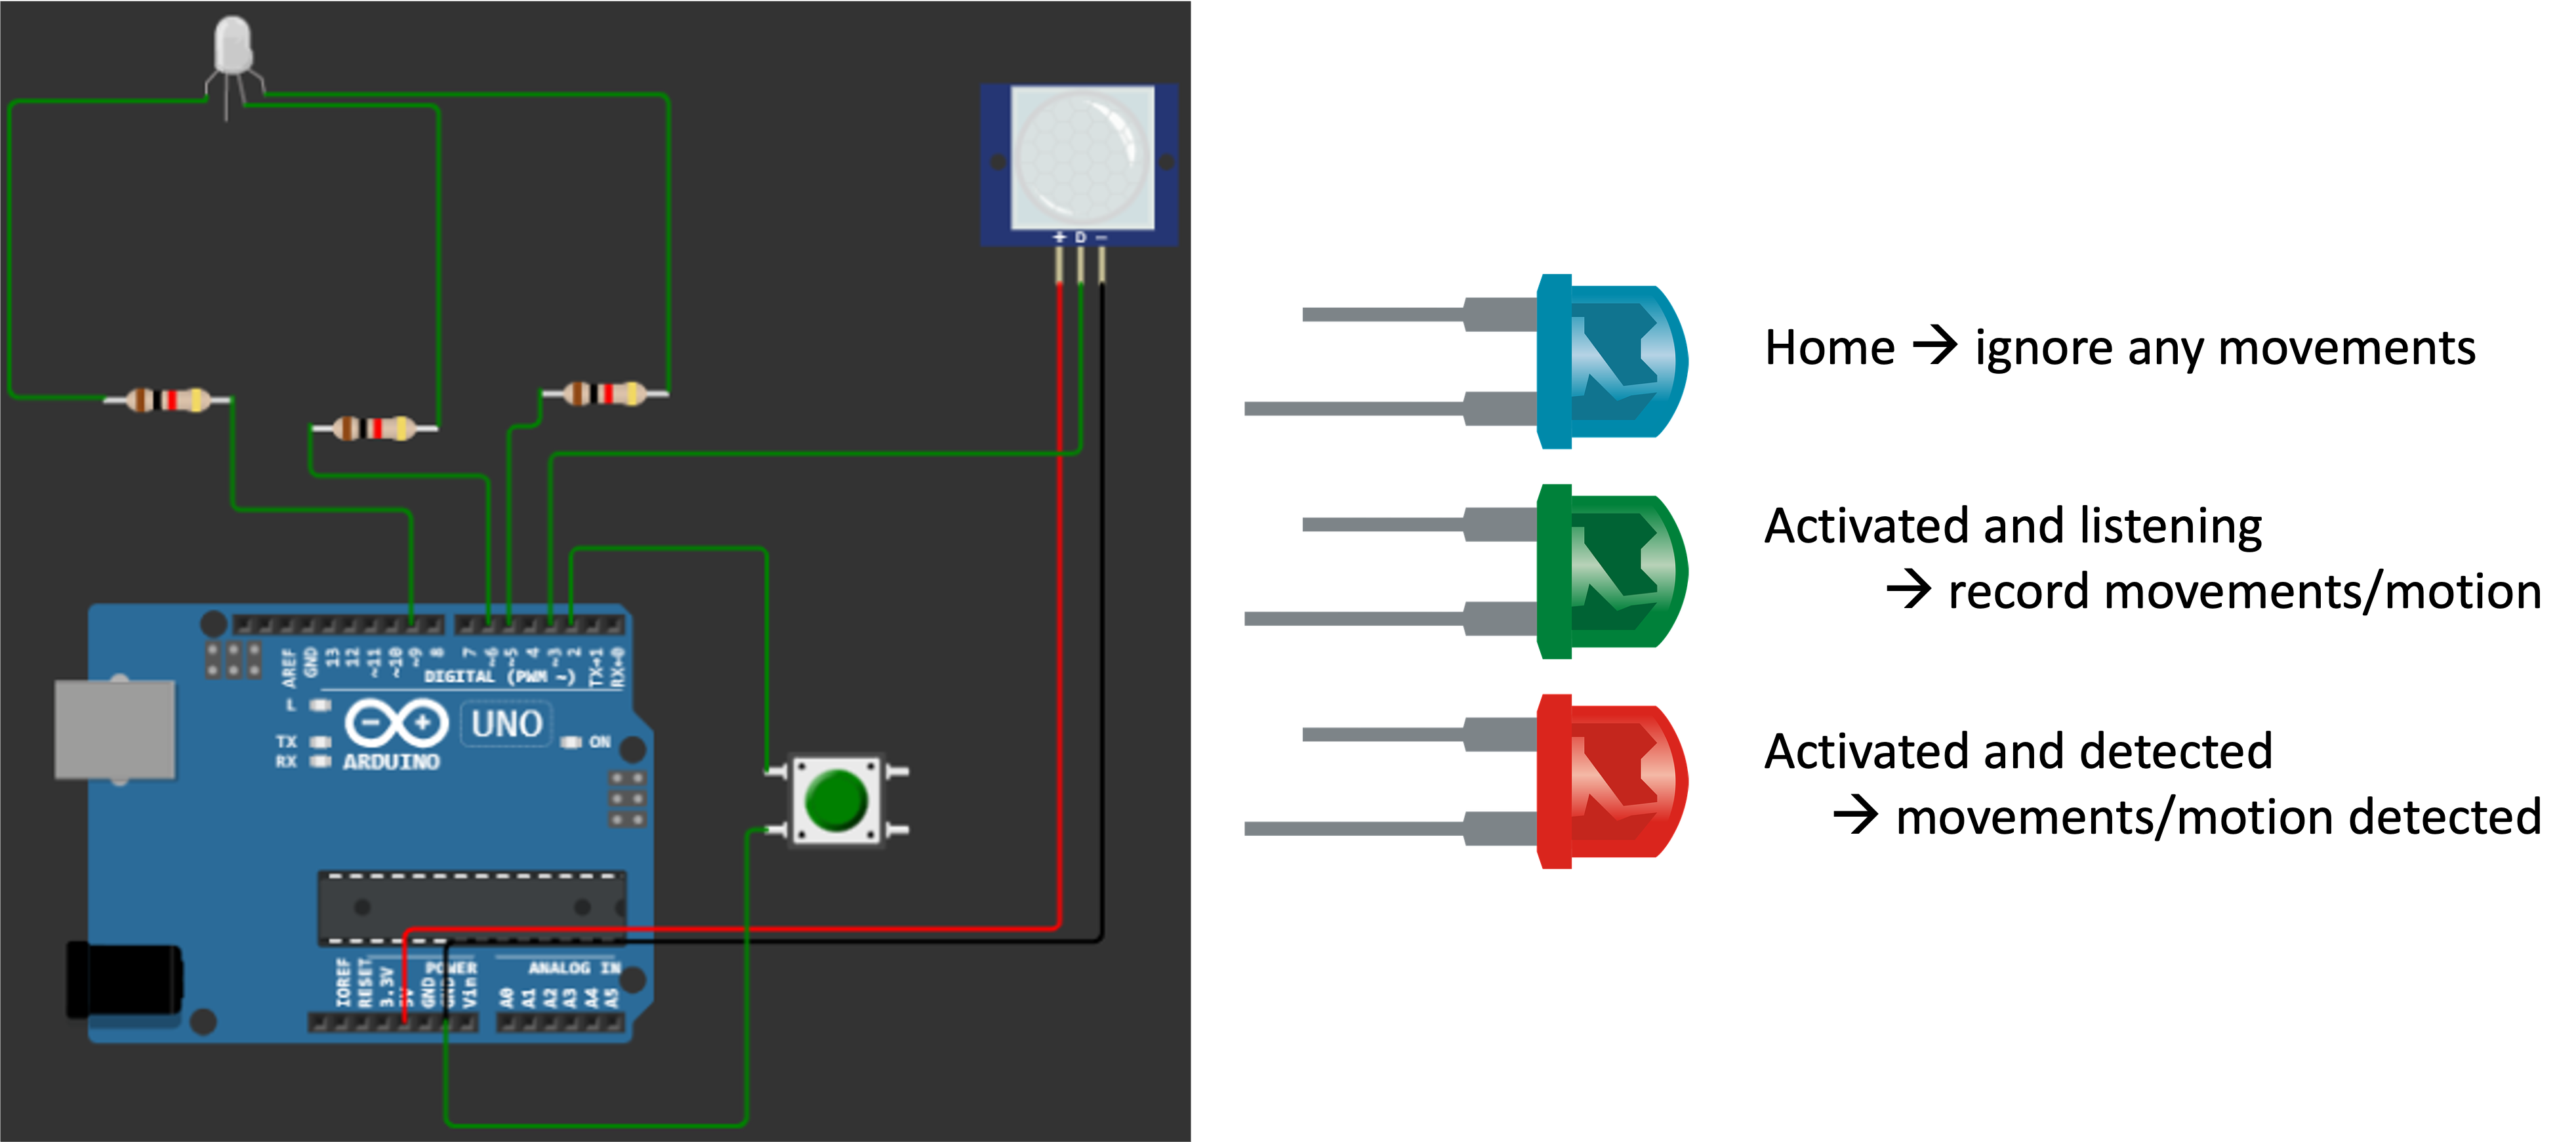 + D −
AREF
GND
13
12
~11
~10
~9
8
7
~6
~5
4
~3
2
TX→1
RX←0
DIGITAL (PWM ~)
L
TX
RX
UNO
ARDUINO
ON
IOREF
RESET
3.3V
5V
GND
GND
Vin
POWER
ANALOG IN
A0
A1
A2
A3
A4
A5
Home → ignore any movements
Activated and listening
→ record movements/motion
Activated and detected
→ movements/motion detected